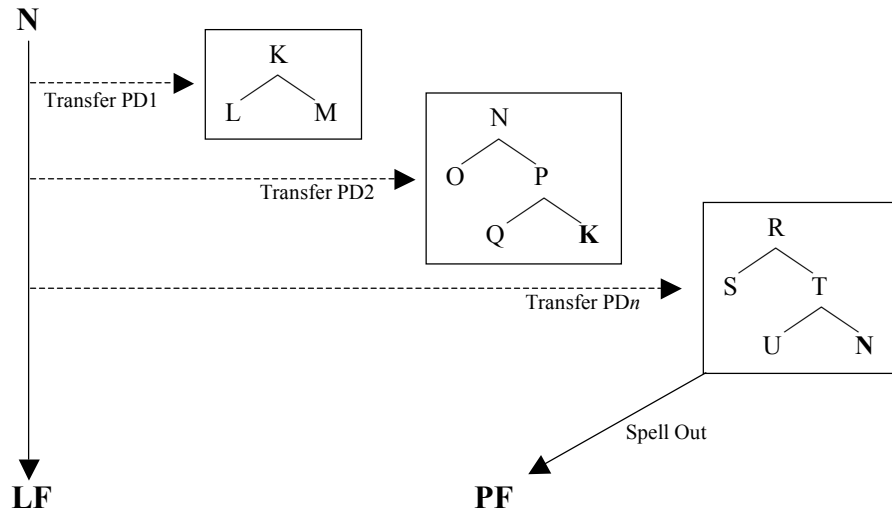 N
K
L M
Transfer PD1
N
O P
Q K
Transfer PD2
R
S T
U N
Transfer PDn
Spell Out
LF PF